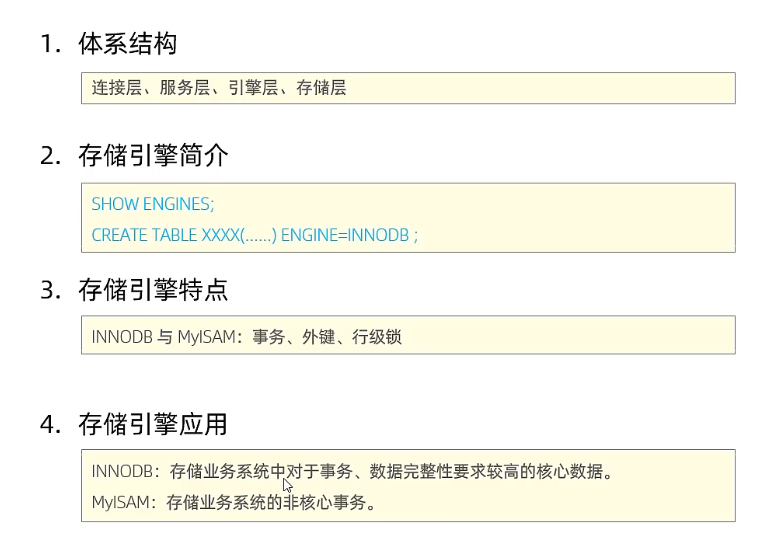 1. 体系结构
连接层、服务层、引擎层、存储层
2. 存储引擎简介
SHOW ENGINES;
CREATE TABLE XXXX(......) ENGINE=INNODB ;
3. 存储引擎特点
INNODB 与 MyISAM：事务、外键、行级锁
4. 存储引擎应用
INNODB：存储业务系统中对于事务、数据完整性要求较高的核心数据。
MyISAM：存储业务系统的非核心事务。